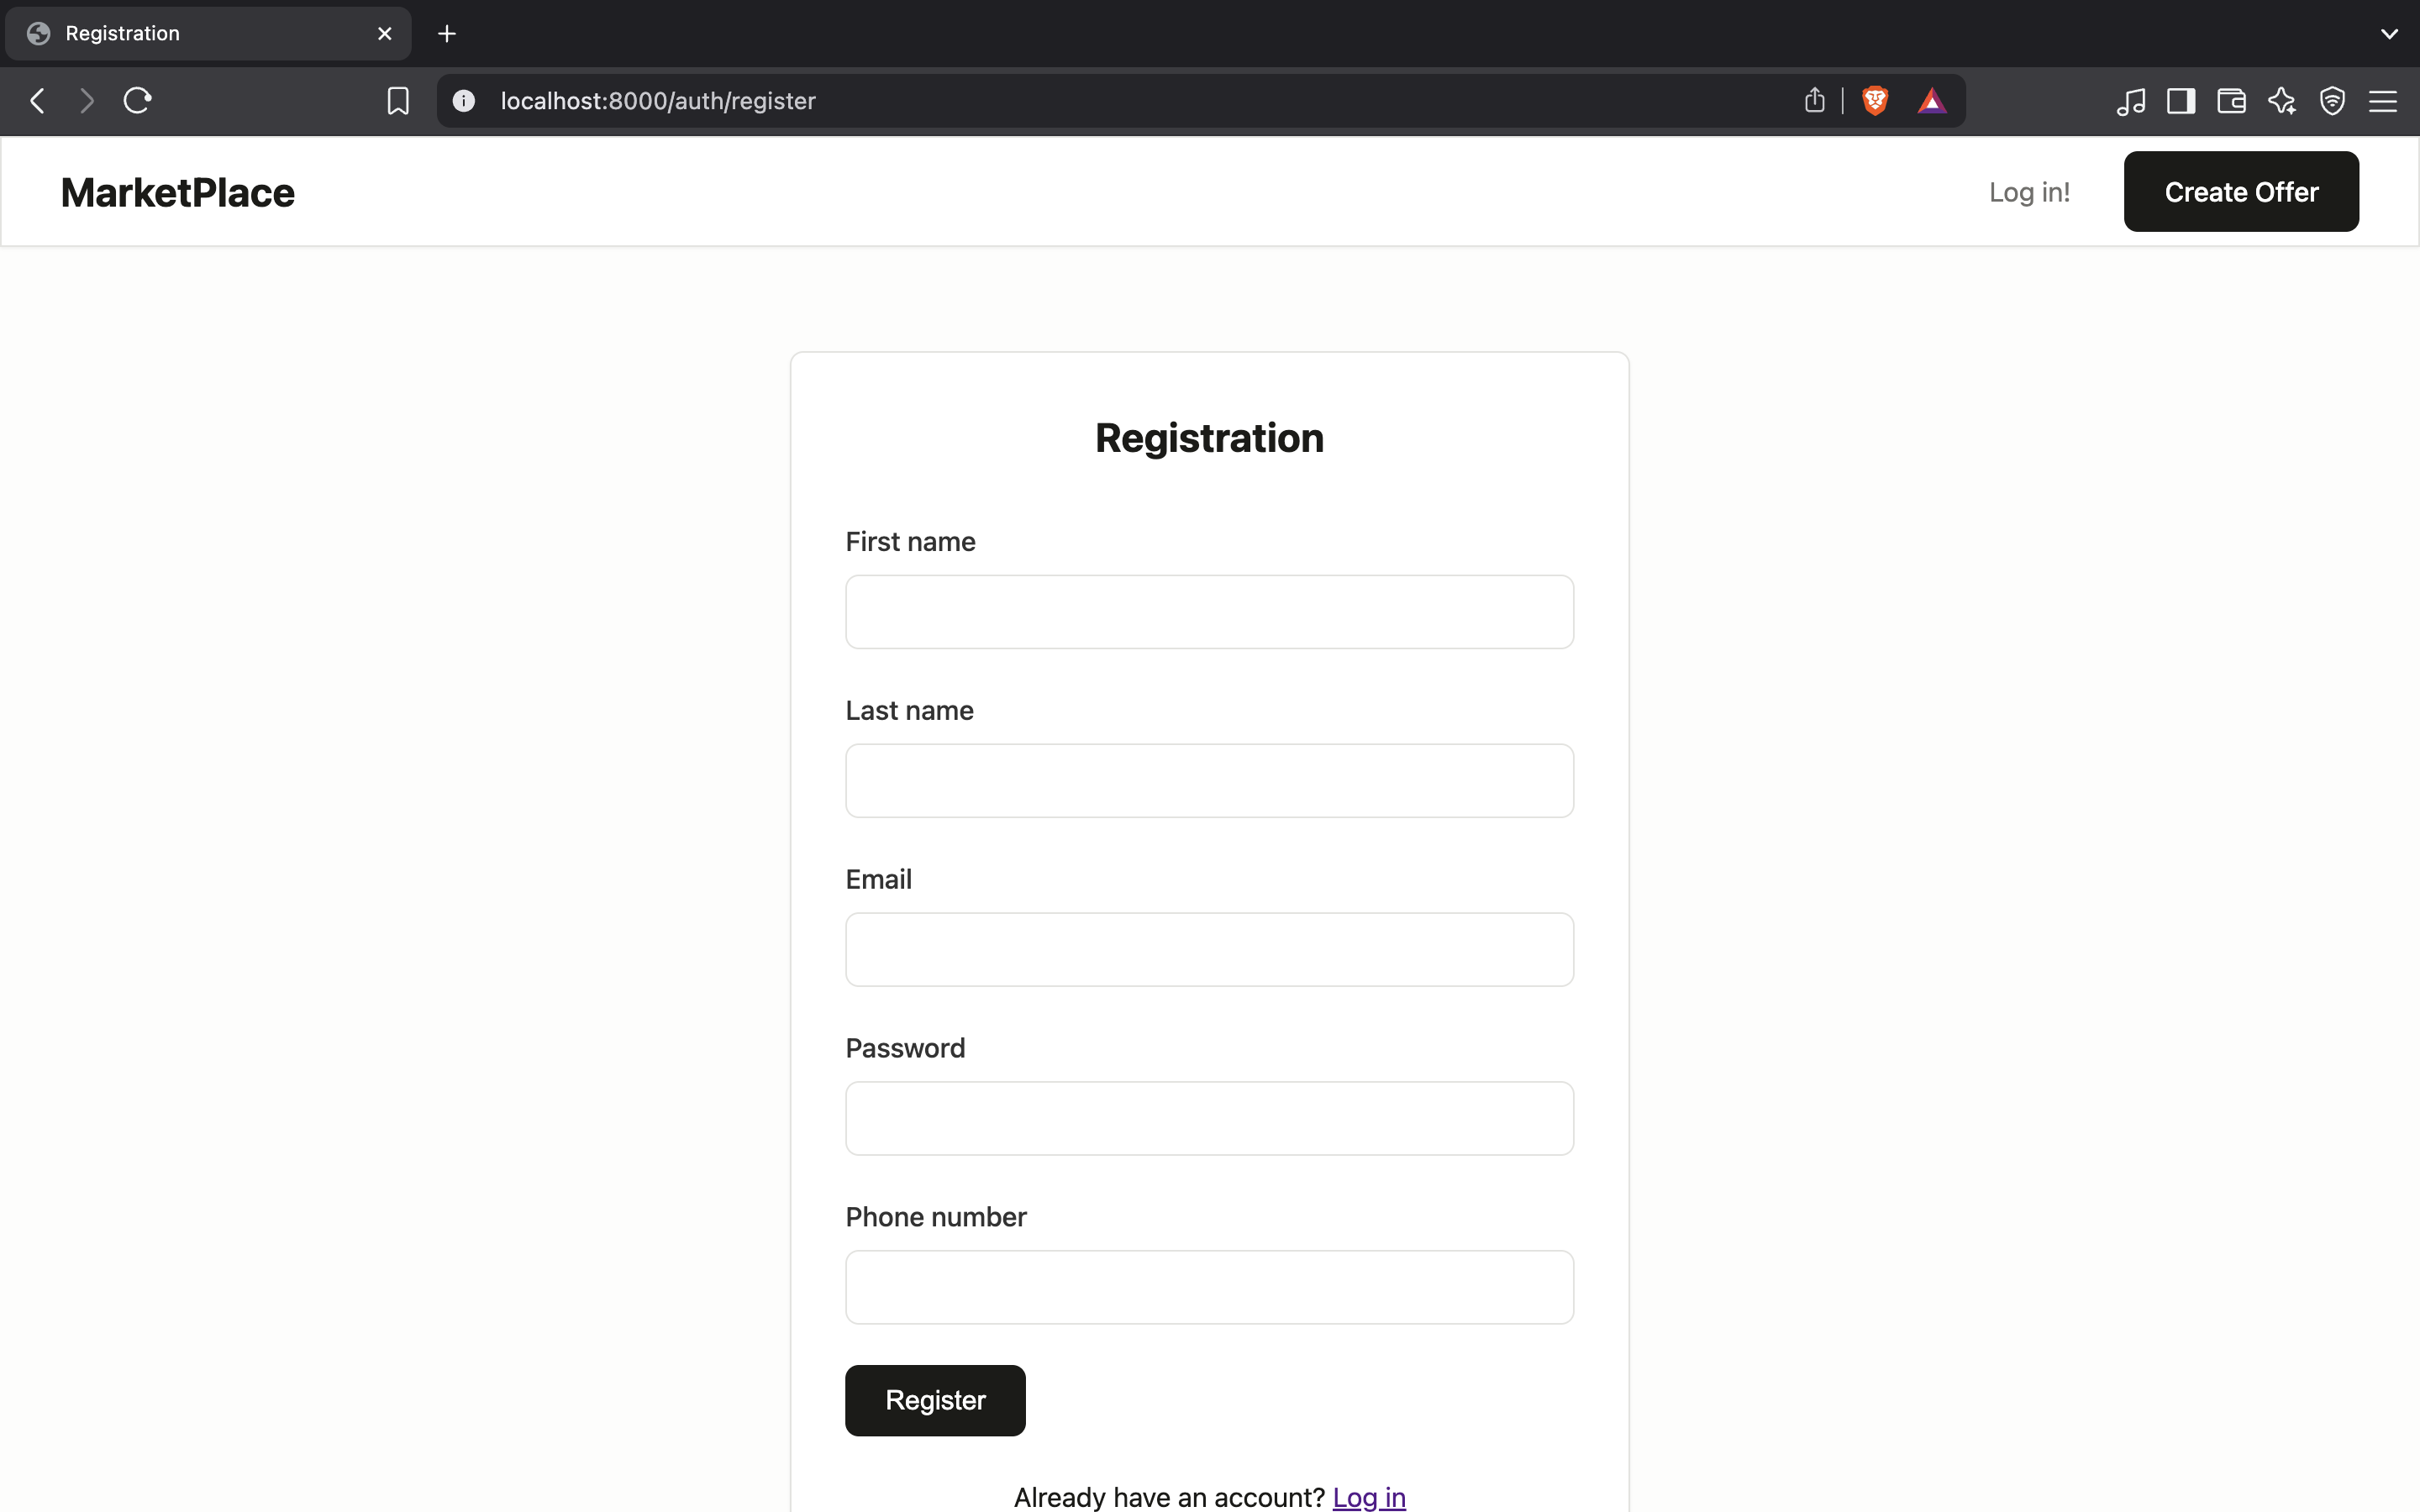 Registration
localhost:8000/auth/register
MarketPlace
Log in!
Create Offer
Registration
First name
Last name
Email
Password
Phone number
Register
Already have an account? Log in